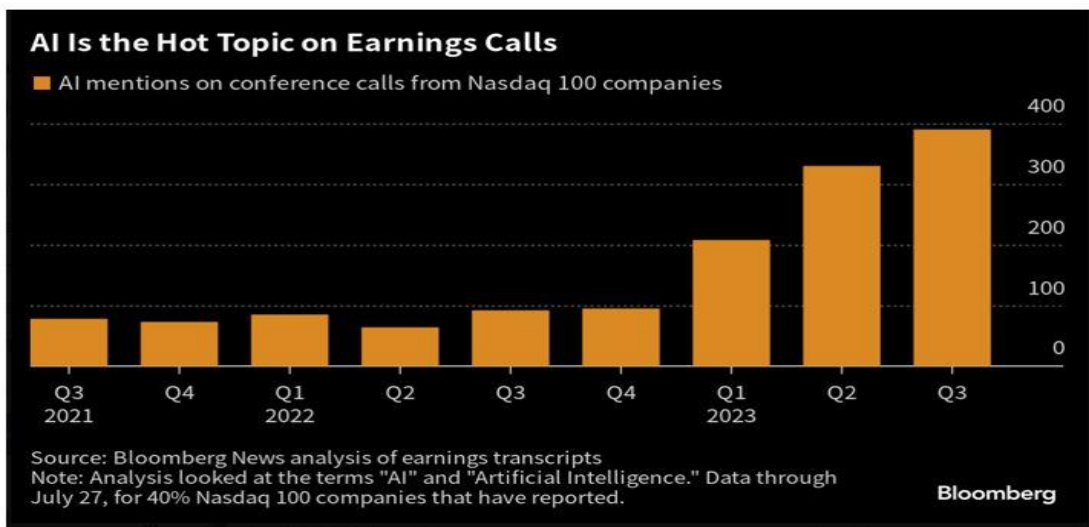 AI Is the Hot Topic on Earnings Calls
AI mentions on conference calls from Nasdaq 100 companies
400
300
200
100
0
Q3 Q4 Q1 Q2 Q3 Q4 Q1 Q2 Q3
2021 2022 2023
Source: Bloomberg News analysis of earnings transcripts
Note: Analysis looked at the terms "AI" and "Artificial Intelligence." Data through
July 27, for 40% Nasdaq 100 companies that have reported.
Bloomberg